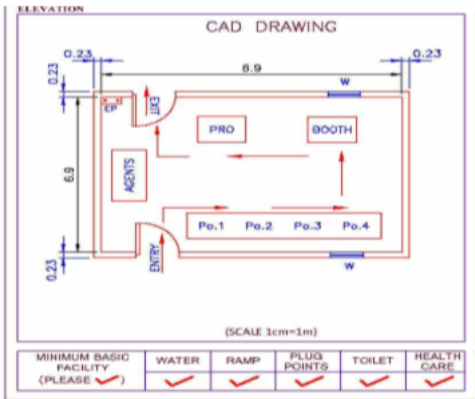 ELEVATION
CAD DRAWING
0.23
6.9
0.23
0.23
W
EP
EXIT
PRO
BOOTH
6.9
AGENTS
Po.1 Po.2 Po.3 Po.4
0.23
ENTRY
W
(SCALE 1cm=1m)
MINIMUM BASIC FACILITY (PLEASE ✓)
WATER
RAMP
PLUG POINTS
TOILET
HEALTH CARE
✓ ✓ ✓ ✓ ✓